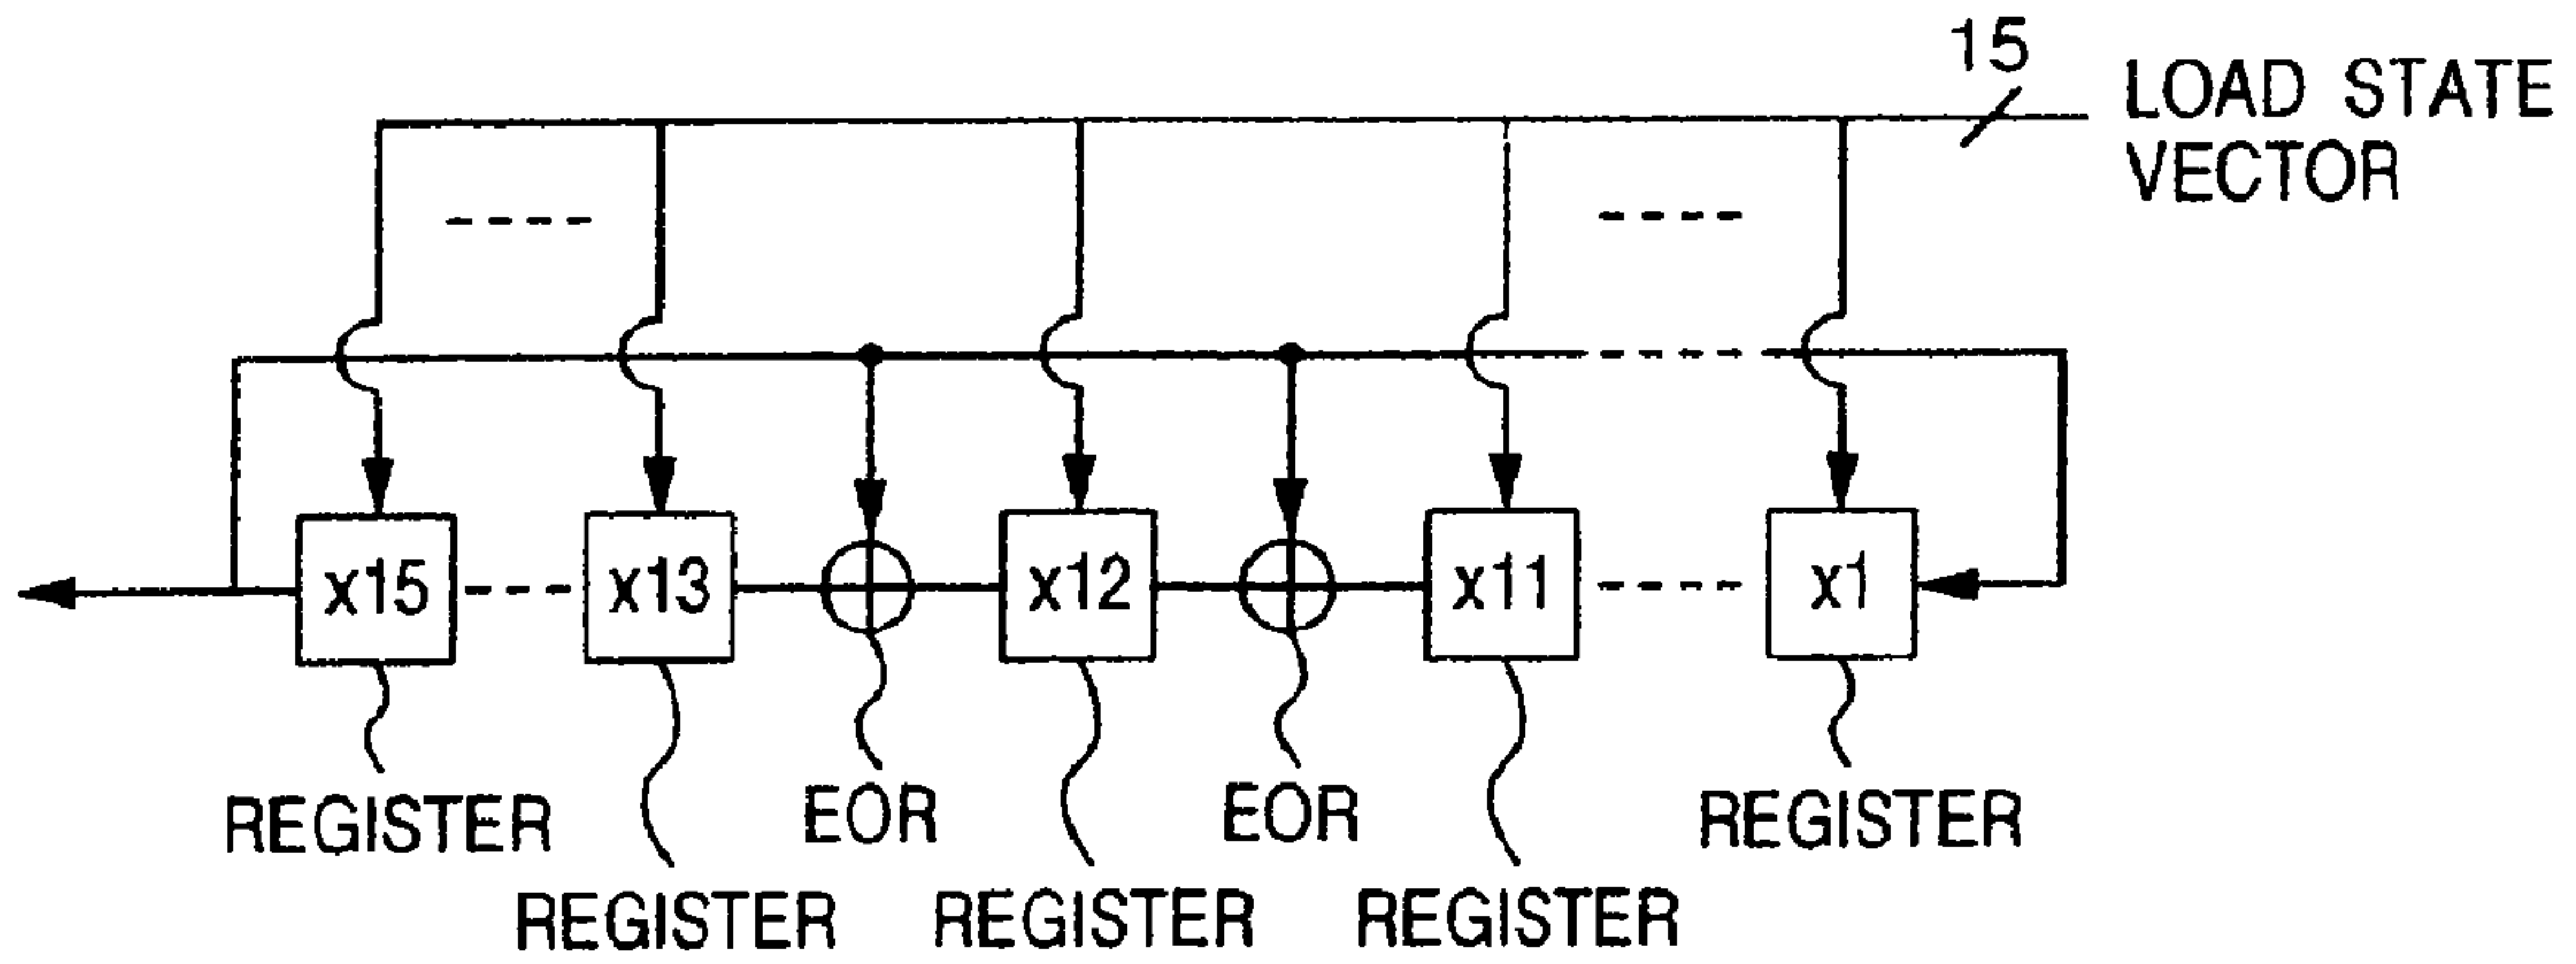 15
LOAD STATE
VECTOR
x15
x13
x12
x11
x1
REGISTER
EOR
EOR
REGISTER
REGISTER
REGISTER
REGISTER